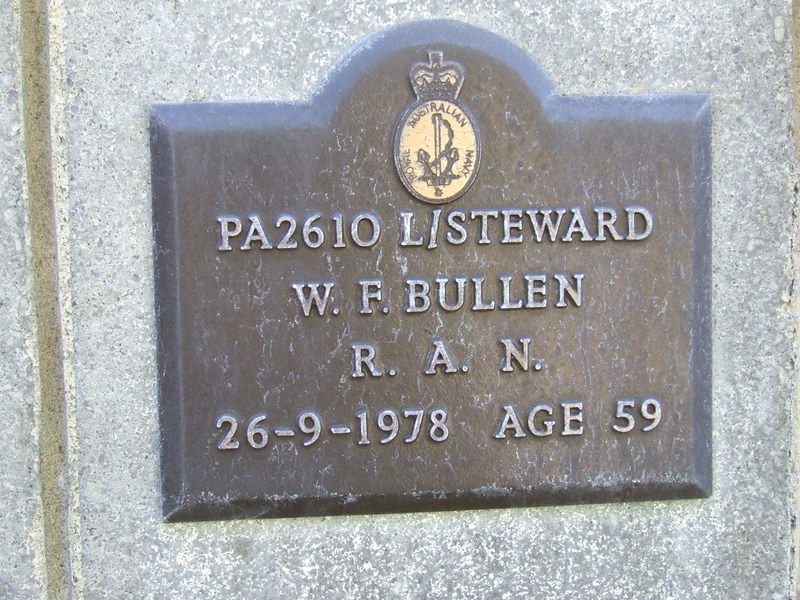 ROYAL AUSTRALIAN NAVY
PA2610 L/STEWARD
W. F. BULLEN
R. A. N.
26-9-1978 AGE 59